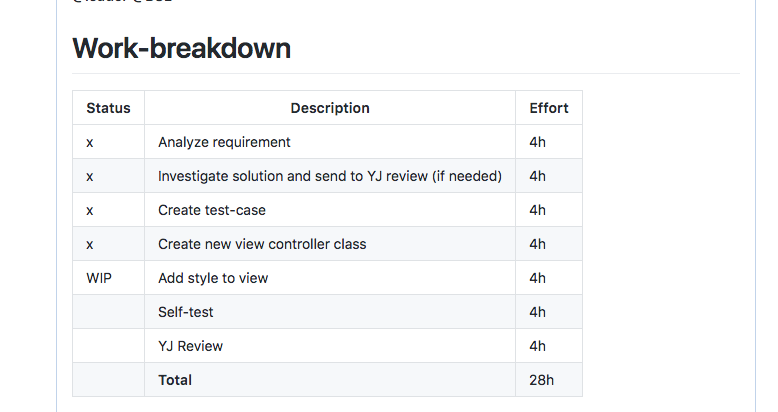 Work-breakdown
Status Description Effort
x Analyze requirement 4h
x Investigate solution and send to YJ review (if needed) 4h
x Create test-case 4h
x Create new view controller class 4h
WIP Add style to view 4h
Self-test 4h
YJ Review 4h
Total 28h